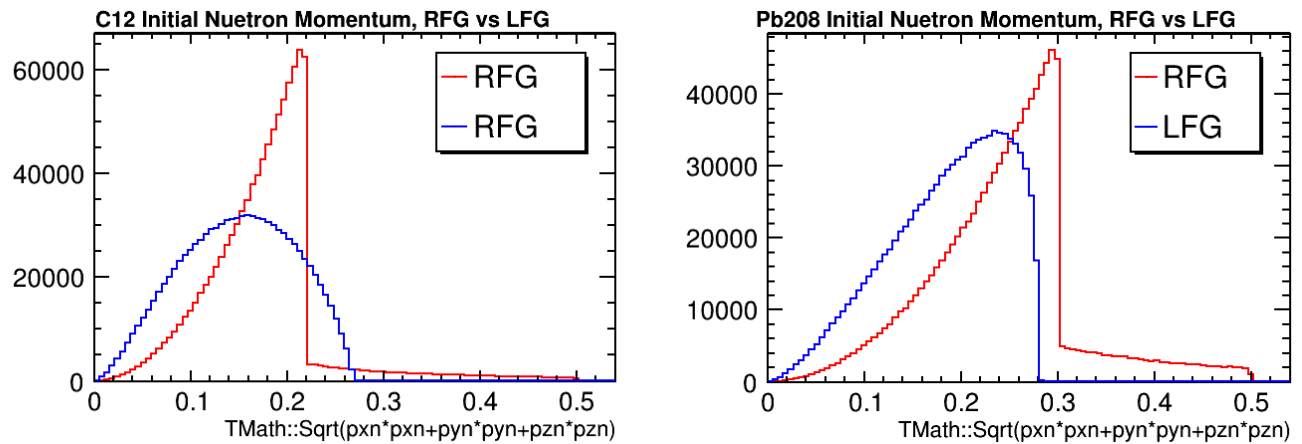 C12 Initial Nuetron Momentum, RFG vs LFG
60000
40000
20000
0
RFG
RFG
0 0.1 0.2 0.3 0.4 0.5
TMath::Sqrt(pxn*pxn+pyn*pyn+pzn*pzn)
Pb208 Initial Nuetron Momentum, RFG vs LFG
40000
30000
20000
10000
0
RFG
LFG
0 0.1 0.2 0.3 0.4 0.5
TMath::Sqrt(pxn*pxn+pyn*pyn+pzn*pzn)